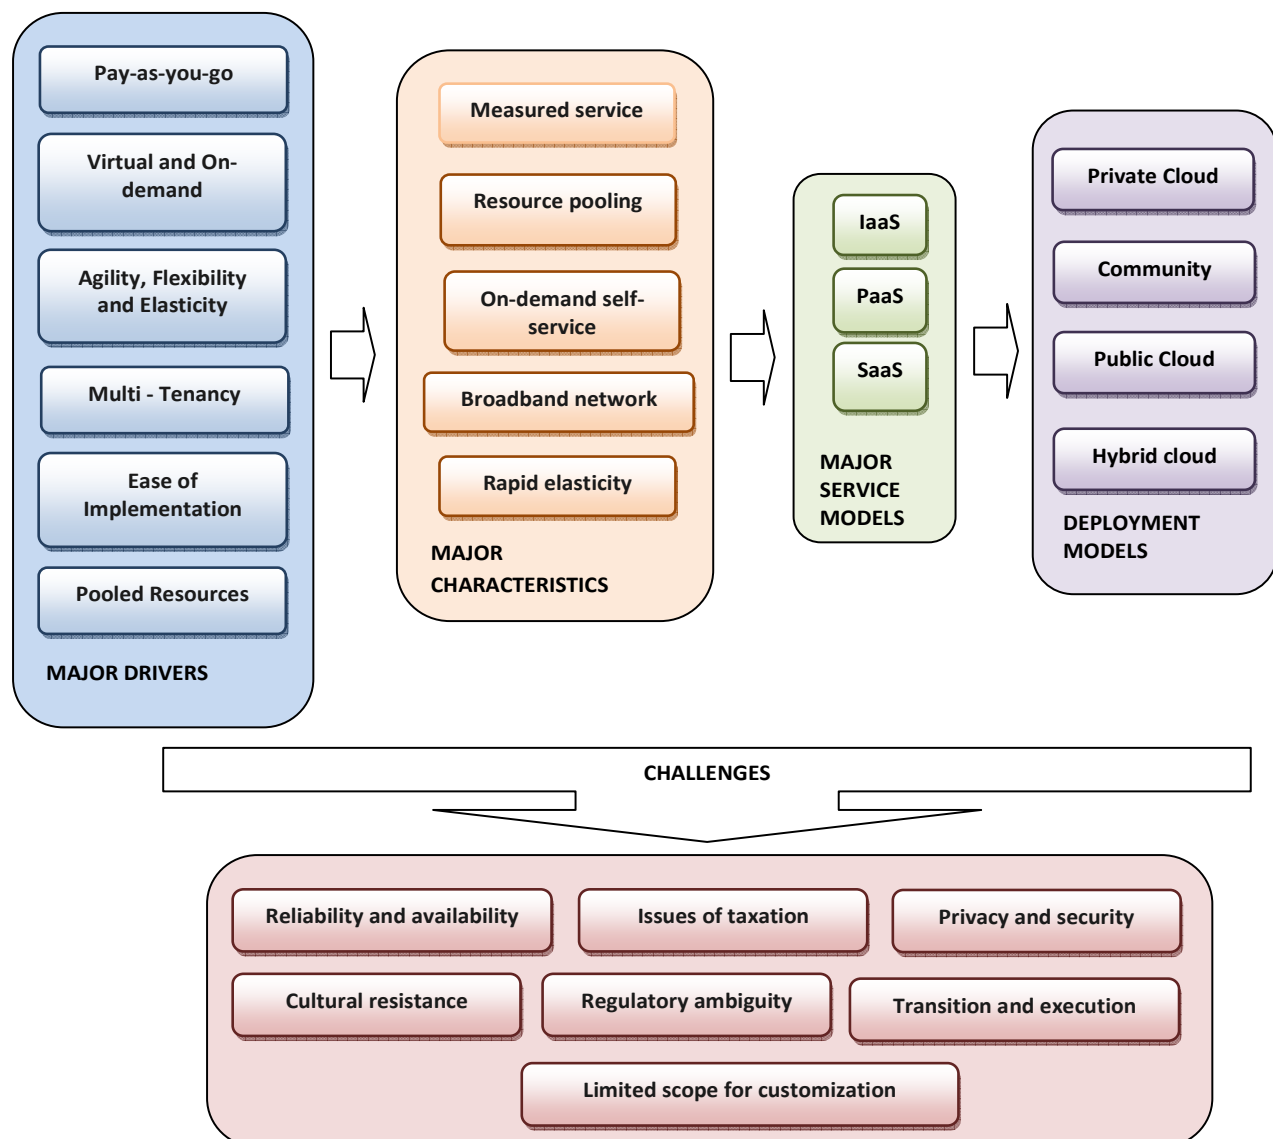 Pay-as-you-go
Virtual and On-
demand
Agility, Flexibility
and Elasticity
Multi - Tenancy
Ease of
Implementation
Pooled Resources
MAJOR DRIVERS
Measured service
Resource pooling
On-demand self-
service
Broadband network
Rapid elasticity
MAJOR
CHARACTERISTICS
IaaS
PaaS
SaaS
MAJOR
SERVICE
MODELS
Private Cloud
Community
Public Cloud
Hybrid cloud
DEPLOYMENT
MODELS
CHALLENGES
Reliability and availability
Issues of taxation
Privacy and security
Cultural resistance
Regulatory ambiguity
Transition and execution
Limited scope for customization